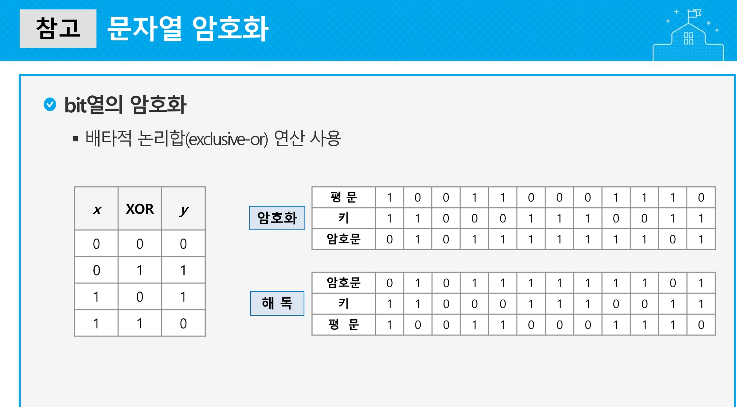 참고 문자열 암호화
bit열의 암호화
배타적 논리합(exclusive-or) 연산 사용
x XOR y
0 0 0
0 1 1
1 0 1
1 1 0
암호화
평 문 1 0 0 1 1 0 0 0 1 1 1 0
키 1 1 0 0 0 1 1 1 0 0 1 1
암호문 0 1 0 1 1 1 1 1 1 1 0 1
해 독
암호문 0 1 0 1 1 1 1 1 1 1 0 1
키 1 1 0 0 0 1 1 1 0 0 1 1
평 문 1 0 0 1 1 0 0 0 1 1 1 0